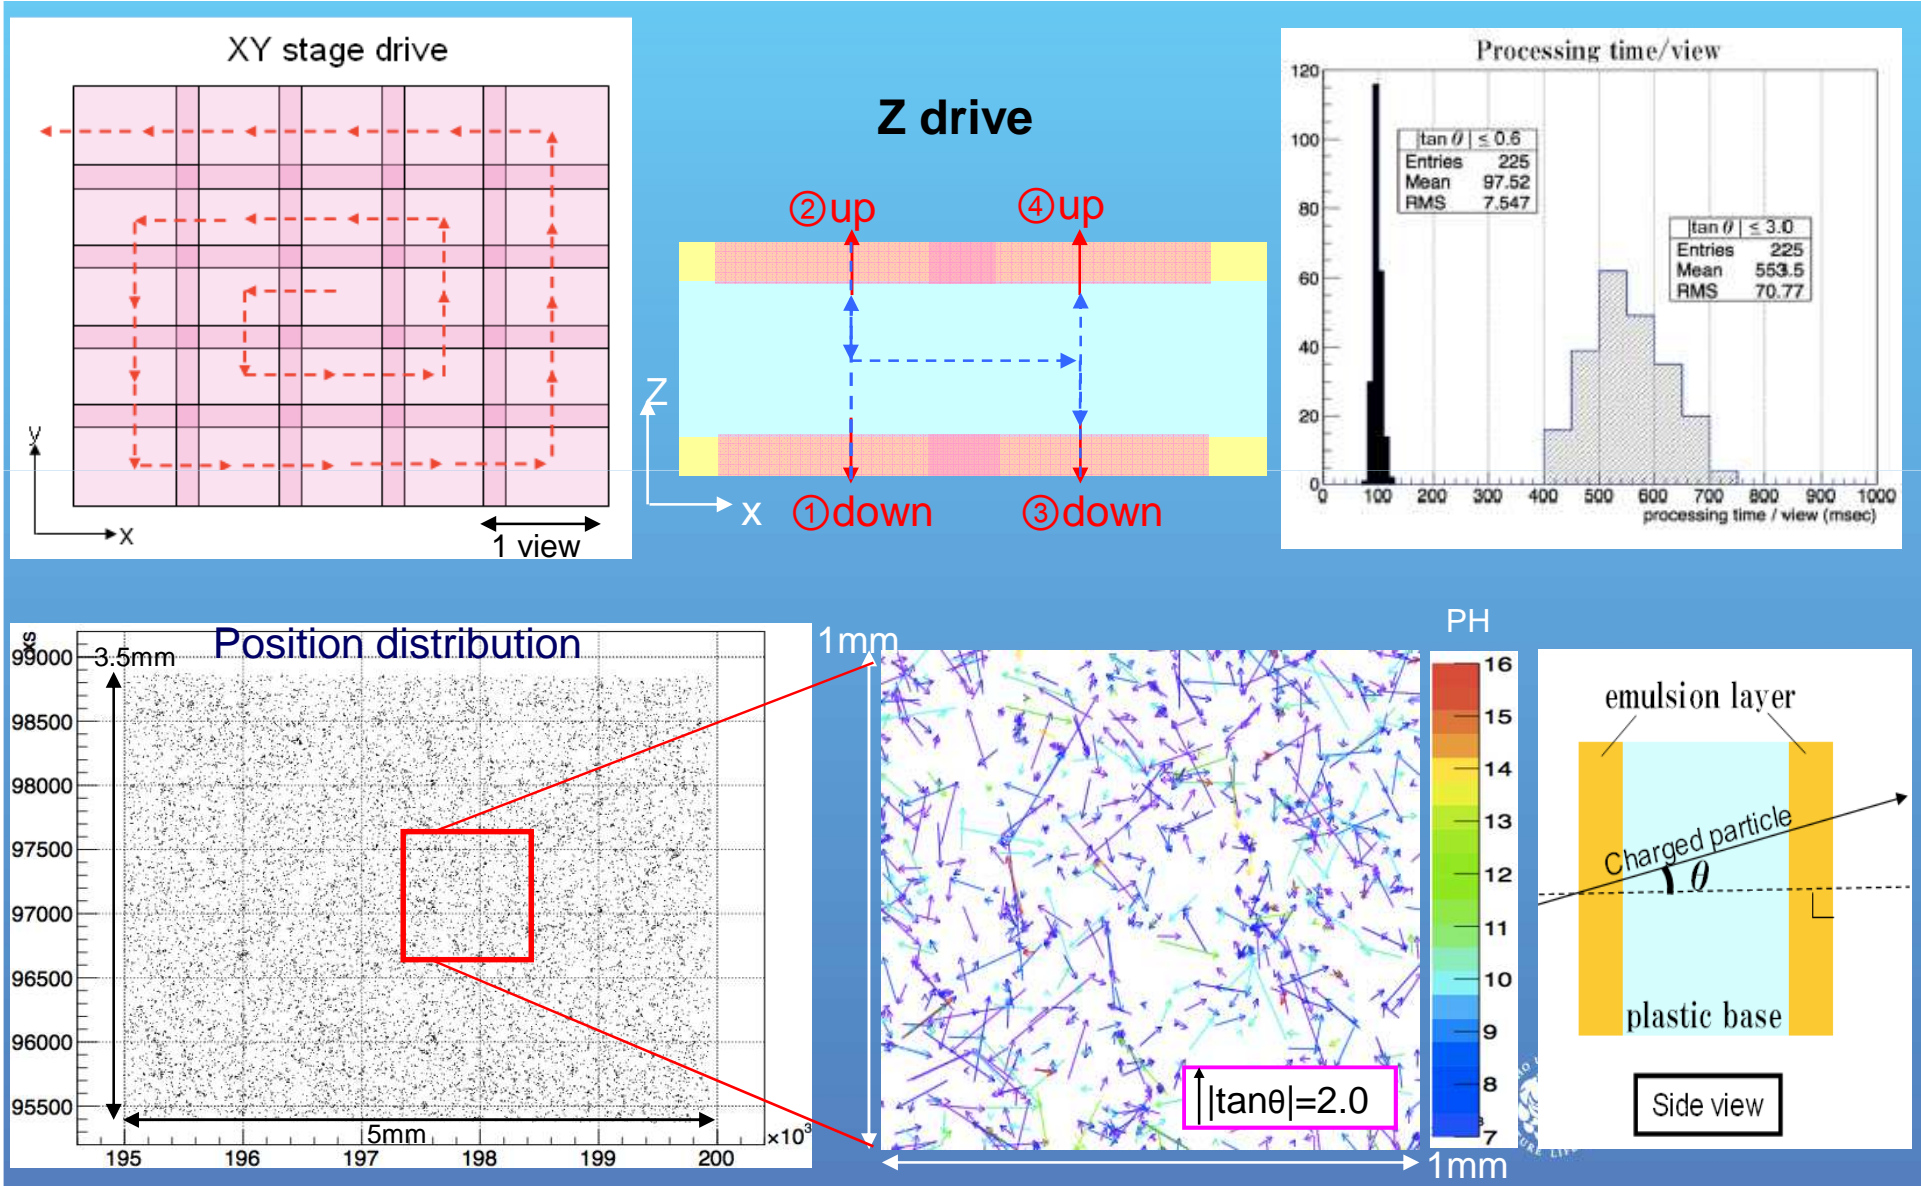 XY stage drive
y
x
1 view
Z drive
②up
④up
Z
x
①down
③down
Processing time/view
120
100
80
60
40
20
0
|tan θ| ≤ 0.6
Entries 225
Mean 97.52
RMS 7.547
|tan θ| ≤ 3.0
Entries 225
Mean 553.5
RMS 70.77
0 100 200 300 400 500 600 700 800 900 1000
processing time / view (msec)
Position distribution
3.5mm
99000
98500
98000
97500
97000
96500
96000
95500
5mm
×10³
195 196 197 198 199 200
1mm
|tanθ|=2.0
1mm
PH
16
15
14
13
12
11
10
9
8
7
emulsion layer
Charged particle
θ
plastic base
Side view